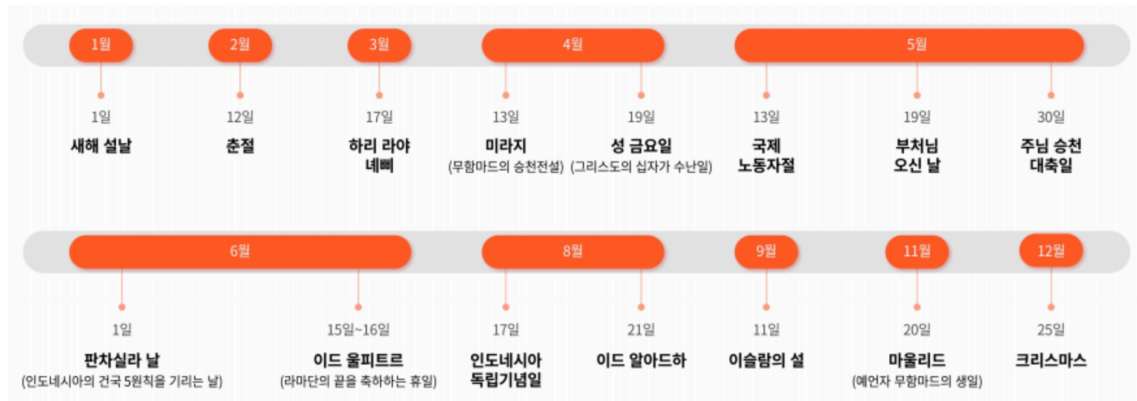 1월 2월 3월 4월 5월
1일 12일 17일 13일 19일 13일 19일 30일
새해 설날 춘절 하리 라야 미라지 성 금요일 국제 부처님 주님 승천
네삐 (무함마드의 승천전설) (그리스도의 십자가 수난일) 노동자절 오신 날 대축일
6월 8월 9월 11월 12월
1일 15일~16일 17일 21일 11일 20일 25일
판차실라 날 이드 울피트르 인도네시아 이드 알아드하 이슬람의 설 마울리드 크리스마스
(인도네시아의 건국 5원칙을 기리는 날) (라마단의 끝을 축하하는 휴일) 독립기념일 (예언자 무함마드의 생일)